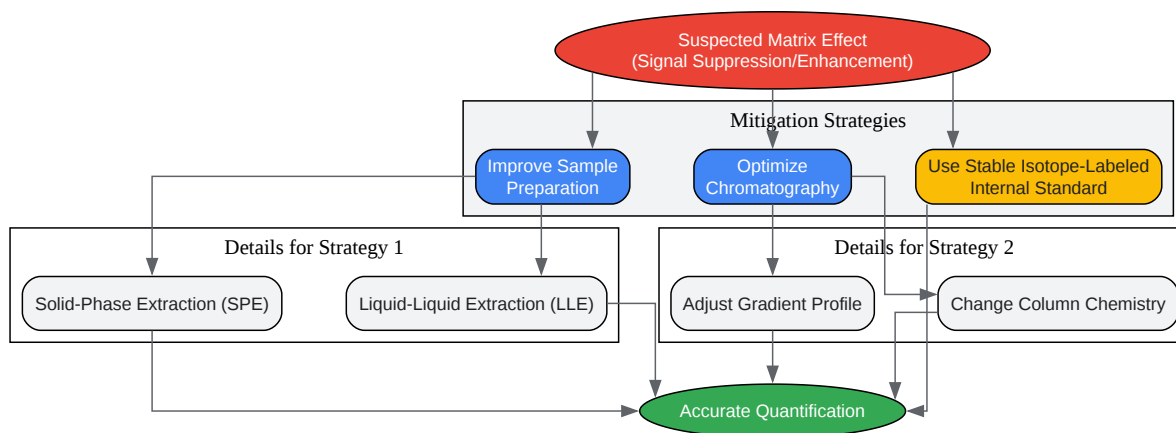 Suspected Matrix Effect
(Signal Suppression/Enhancement)
Mitigation Strategies
Improve Sample
Preparation
Optimize
Chromatography
Use Stable Isotope-Labeled
Internal Standard
Details for Strategy 1
Details for Strategy 2
Solid-Phase Extraction (SPE)
Liquid-Liquid Extraction (LLE)
Adjust Gradient Profile
Change Column Chemistry
Accurate Quantification